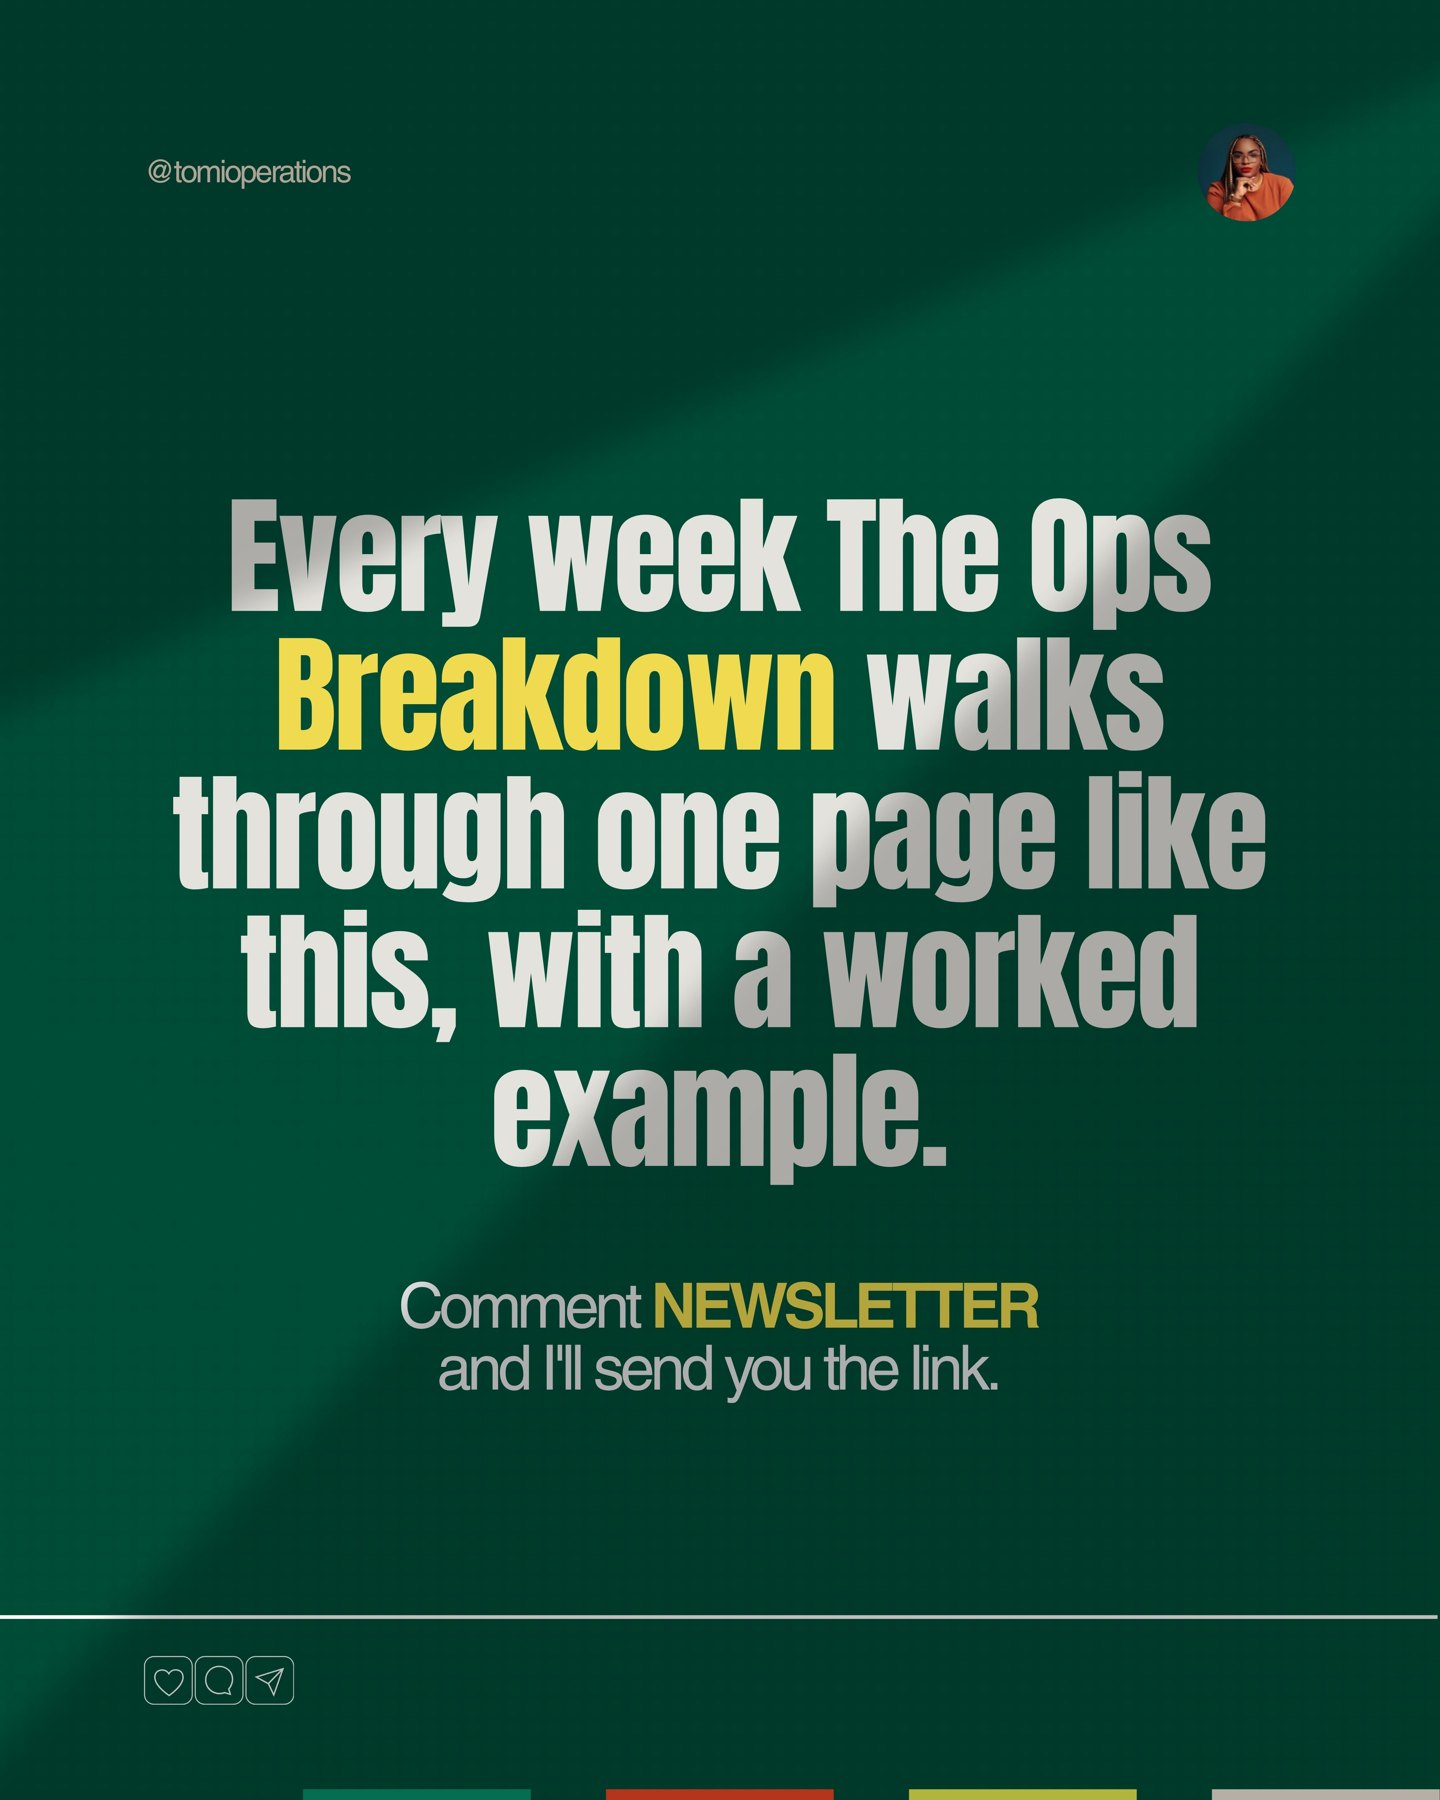 @tomioperations
Every week The Ops
Breakdown walks
through one page like
this, with a worked
example.
Comment NEWSLETTER
and I'll send you the link.